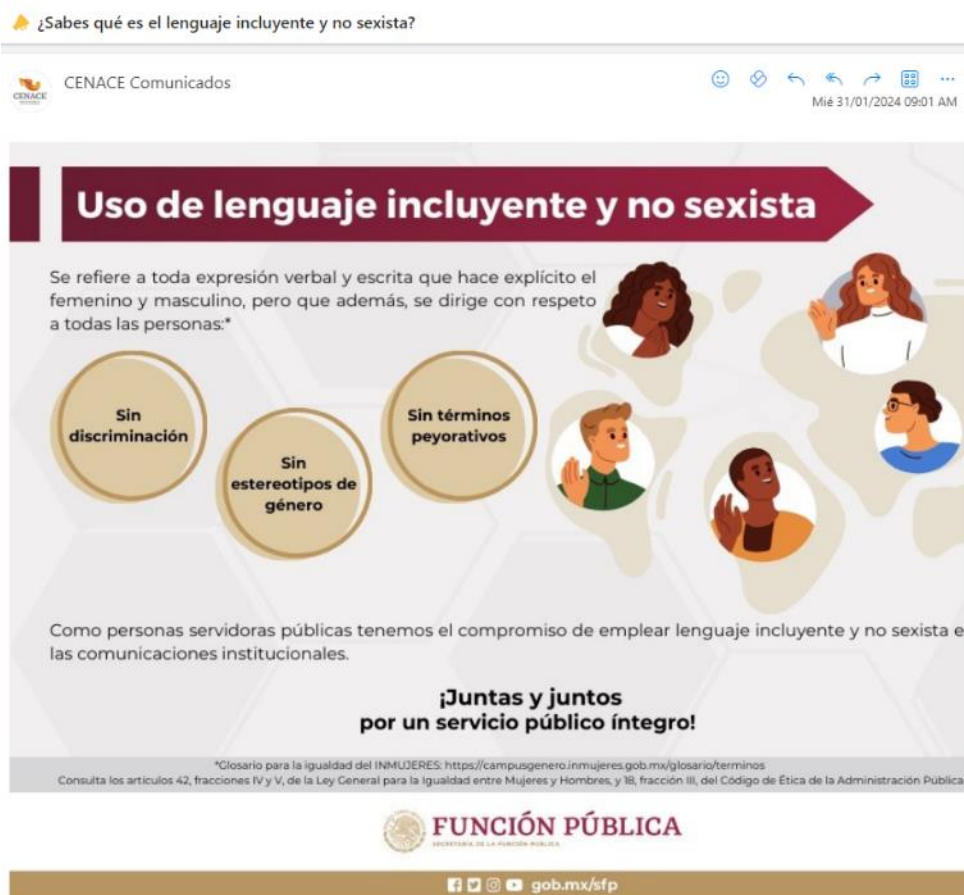 ¿Sabes qué es el lenguaje incluyente y no sexista?
CENACE Comunicados
CENACE
Mié 31/01/2024 09:01 AM
Uso de lenguaje incluyente y no sexista
Se refiere a toda expresión verbal y escrita que hace explícito el
femenino y masculino, pero que además, se dirige con respeto
a todas las personas:*
Sin
discriminación
Sin
estereotipos de
género
Sin términos
peyorativos
Como personas servidoras públicas tenemos el compromiso de emplear lenguaje incluyente y no sexista e
las comunicaciones institucionales.
¡Juntas y juntos
por un servicio público íntegro!
*Glosario para la igualdad del INMUJERES: https://campusgenero.inmujeres.gob.mx/glosario/terminos
Consulta los artículos 42, fracciones IV y V, de la Ley General para la Igualdad entre Mujeres y Hombres, y 18, fracción III, del Código de Ética de la Administración Pública
FUNCIÓN PÚBLICA
SECRETARÍA DE LA FUNCIÓN PÚBLICA
gob.mx/sfp